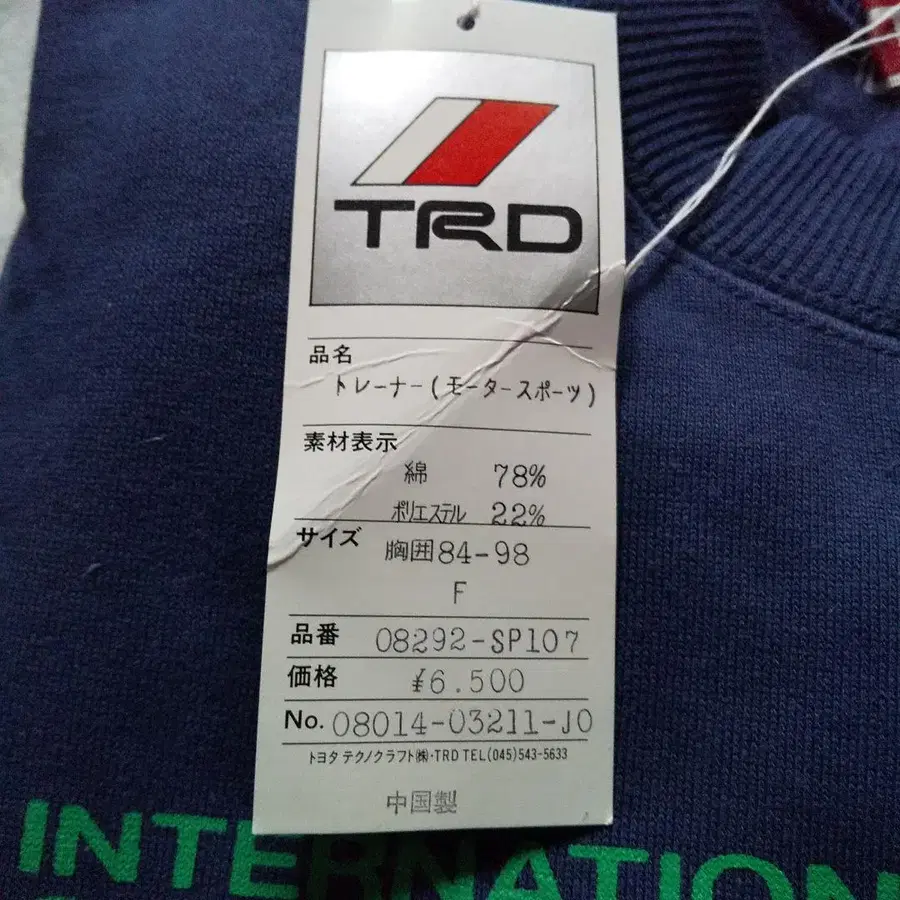 TRD
品名
トレーナー(モータースポーツ)
素材表示
綿 78%
ポリエステル 22%
サイズ 胸囲84-98
F
品番 08292-SP107
価格 ¥6.500
No. 08014-03211-J0
トヨタ テクノクラフト㈱・TRD TEL(045)543-5633
中国製
INTERNATION